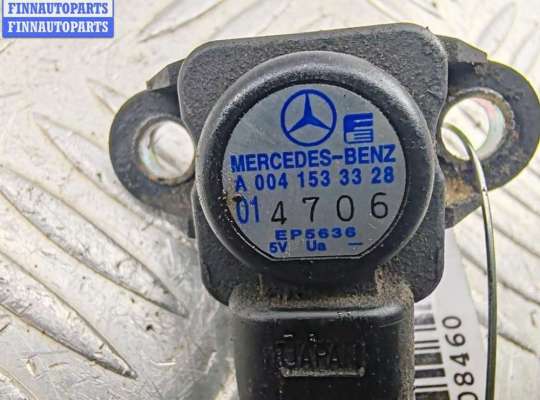 FINNAUTOPARTS
FINNAUTOPARTS
MERCEDES-BENZ
A 004 153 33 28
01 4706
EP5636
5V Ua –
JAPAN
08460